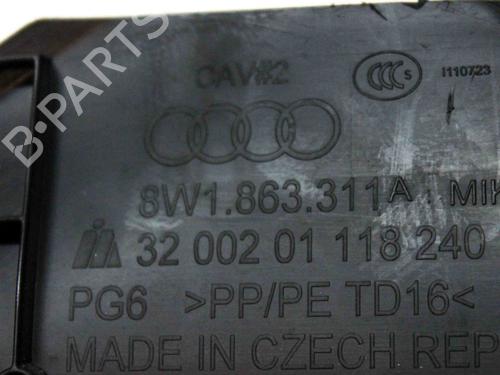 B-PARTS
CAV#2
CCC S
I110723
8W1.863.311A . MIK
32 002 01 118 240
PG6 >PP/PE TD16<
MADE IN CZECH REP